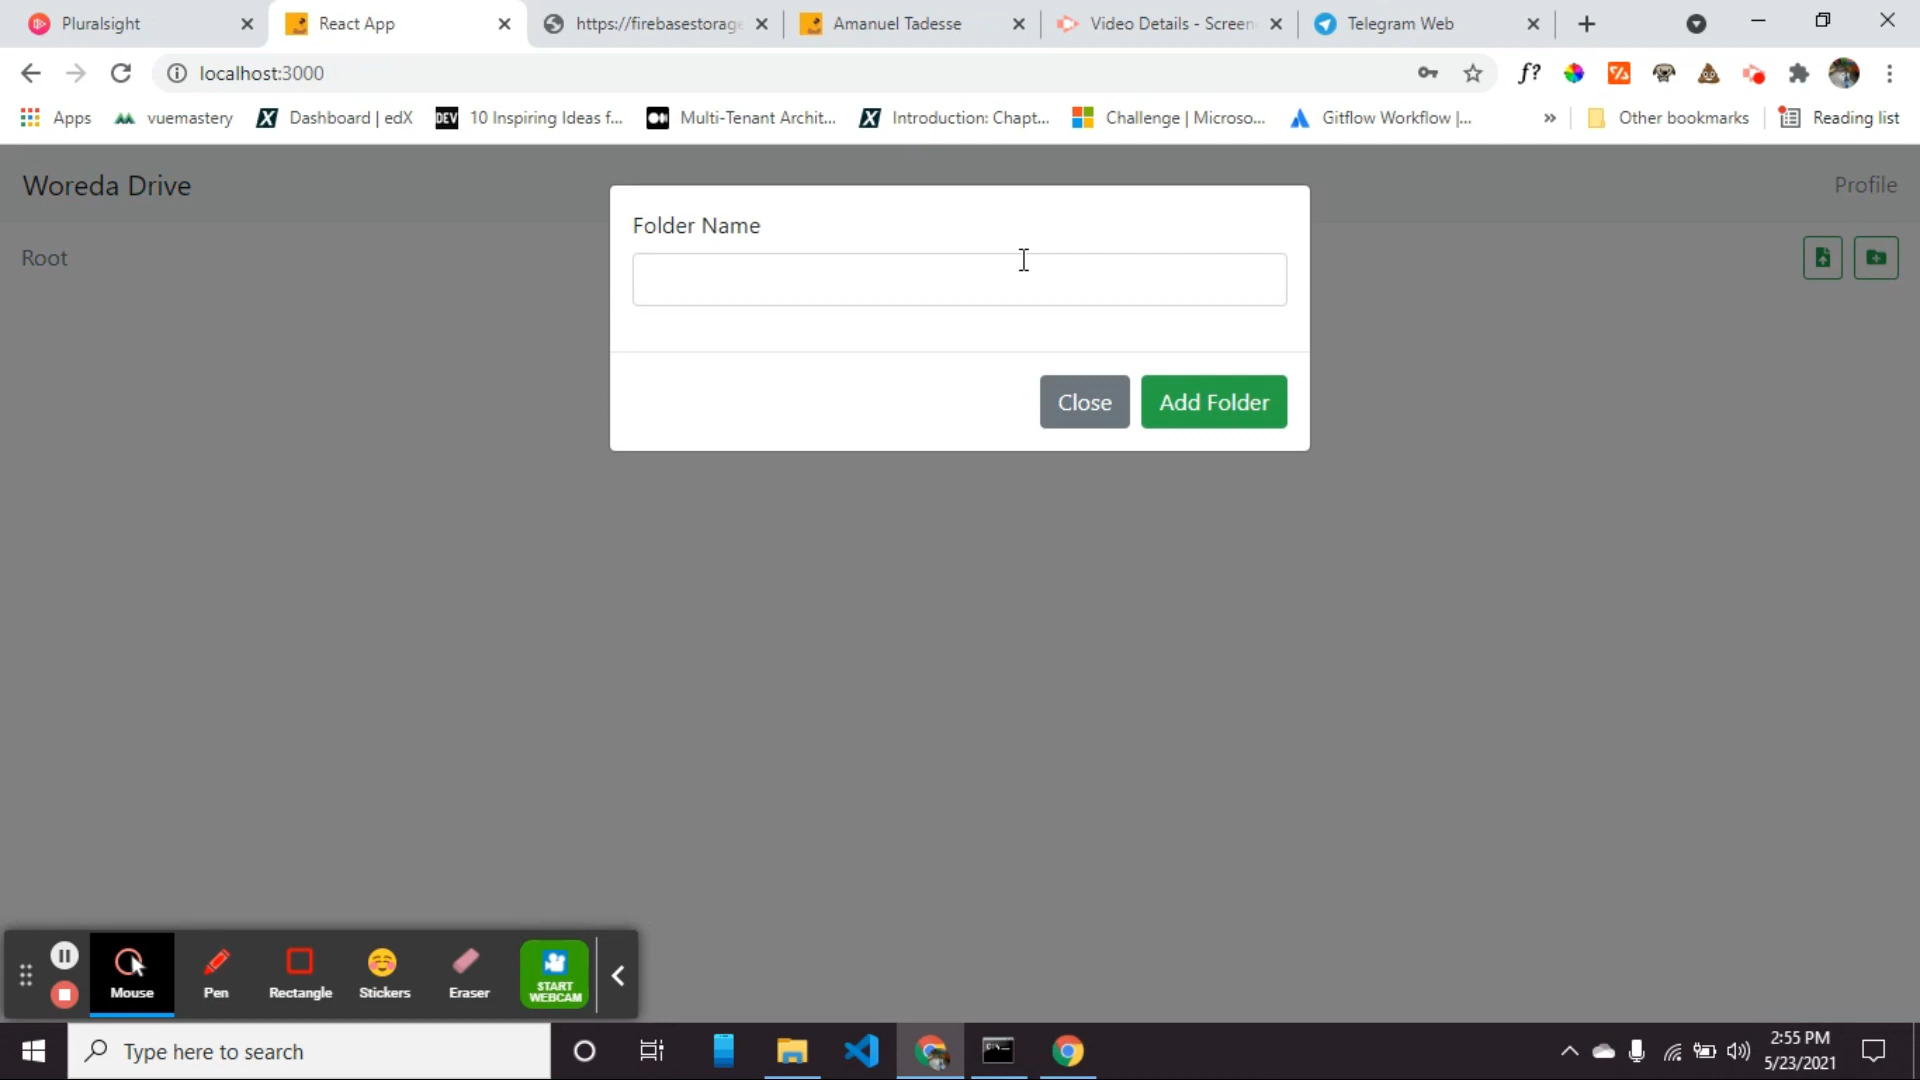 Pluralsight
React App
https://firebasestorage
Amanuel Tadesse
Video Details - Screen
Telegram Web
localhost:3000
f?
Apps
vuemastery
Dashboard | edX
DEV
10 Inspiring Ideas f...
Multi-Tenant Archit...
Introduction: Chapt...
Challenge | Microso...
Gitflow Workflow |...
»
Other bookmarks
Reading list
Woreda Drive
Profile
Root
Folder Name
Close
Add Folder
Mouse
Pen
Rectangle
Stickers
Eraser
START
WEBCAM
Type here to search
2:55 PM
5/23/2021